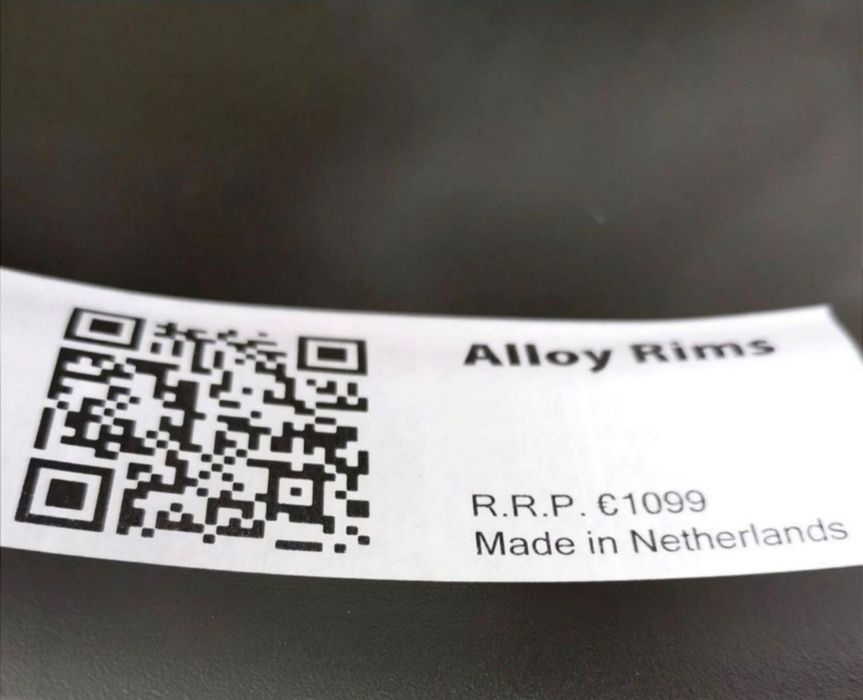 Alloy Rims
R.R.P. €1099
Made in Netherlands